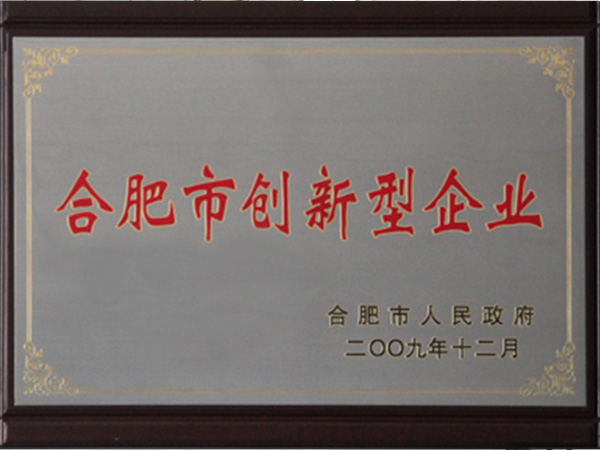 合肥市创新型企业
合肥市人民政府
二〇〇九年十二月